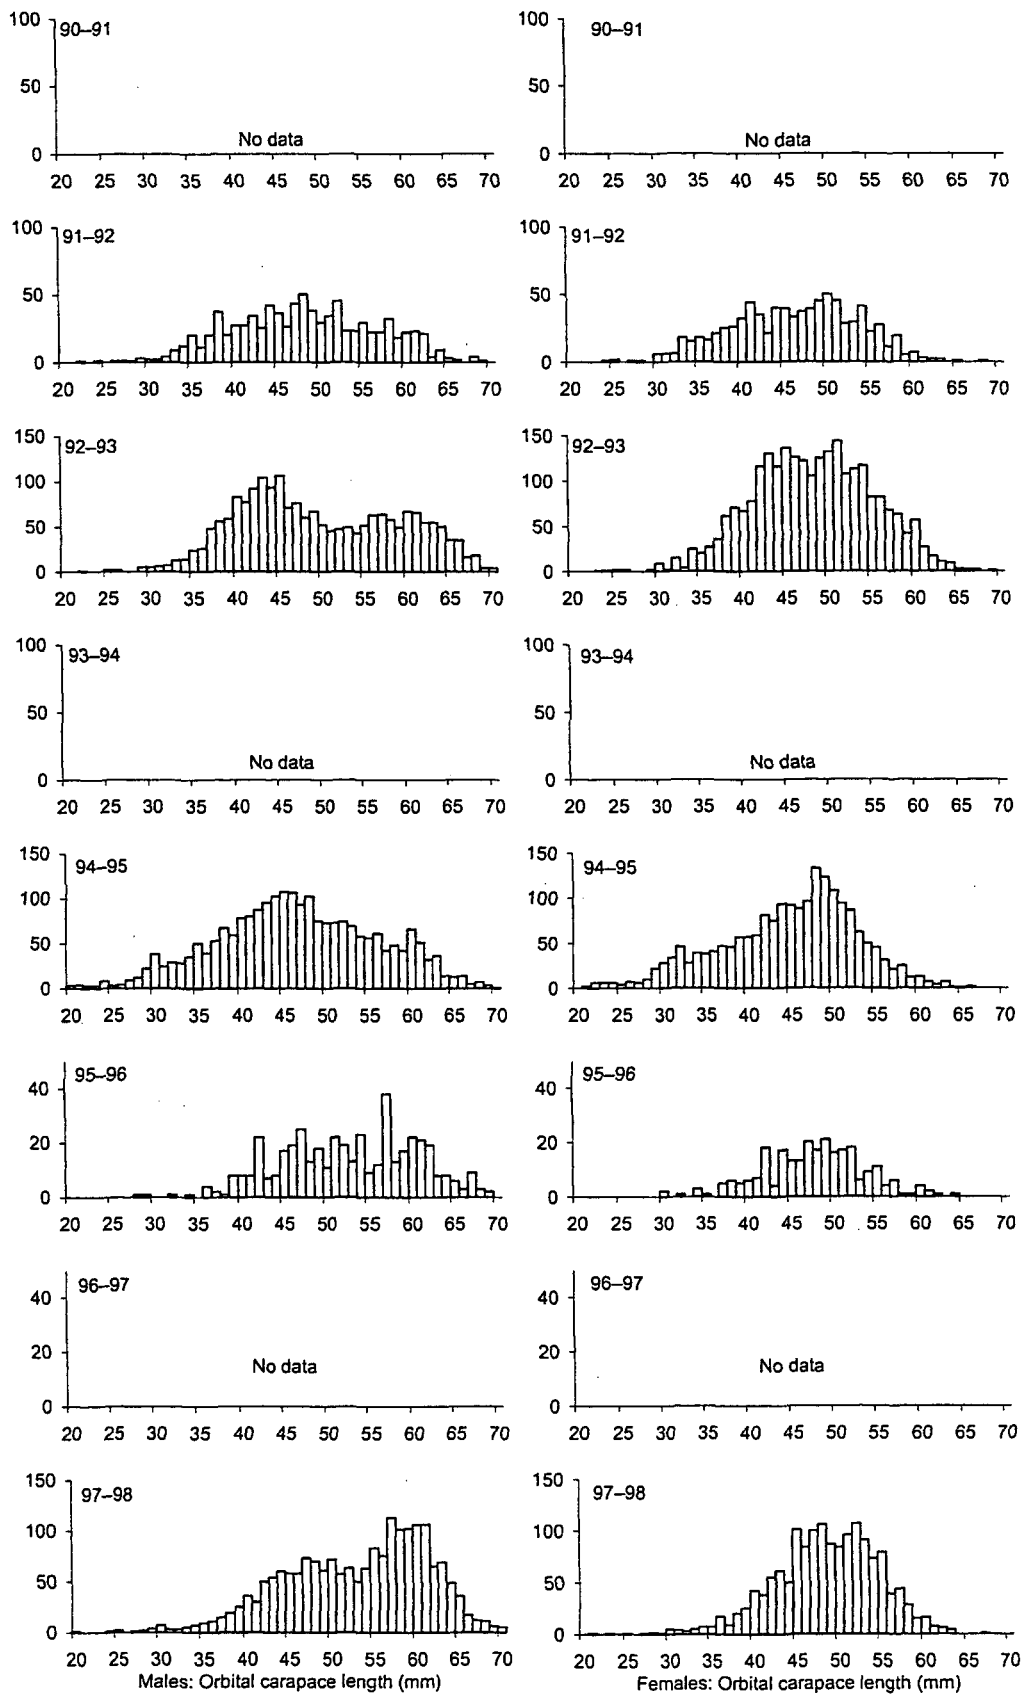 100 90–91 100 90–91
50 50
No data No data
0 0
20 25 30 35 40 45 50 55 60 65 70 20 25 30 35 40 45 50 55 60 65 70
100 91–92 100 91–92
50 50
0 0
20 25 30 35 40 45 50 55 60 65 70 20 25 30 35 40 45 50 55 60 65 70
150 92–93 150 92–93
100 100
50 50
0 0
20 25 30 35 40 45 50 55 60 65 70 20 25 30 35 40 45 50 55 60 65 70
100 93–94 100 93–94
50 50
No data No data
0 0
20 25 30 35 40 45 50 55 60 65 70 20 25 30 35 40 45 50 55 60 65 70
150 94–95 150 94–95
100 100
50 50
0 0
20 25 30 35 40 45 50 55 60 65 70 20 25 30 35 40 45 50 55 60 65 70
95–96 95–96
40 40
20 20
0 0
20 25 30 35 40 45 50 55 60 65 70 20 25 30 35 40 45 50 55 60 65 70
96–97 96–97
40 40
20 20
No data No data
0 0
20 25 30 35 40 45 50 55 60 65 70 20 25 30 35 40 45 50 55 60 65 70
150 97–98 150 97–98
100 100
50 50
0 0
20 25 30 35 40 45 50 55 60 65 70 20 25 30 35 40 45 50 55 60 65 70
Males: Orbital carapace length (mm) Females: Orbital carapace length (mm)